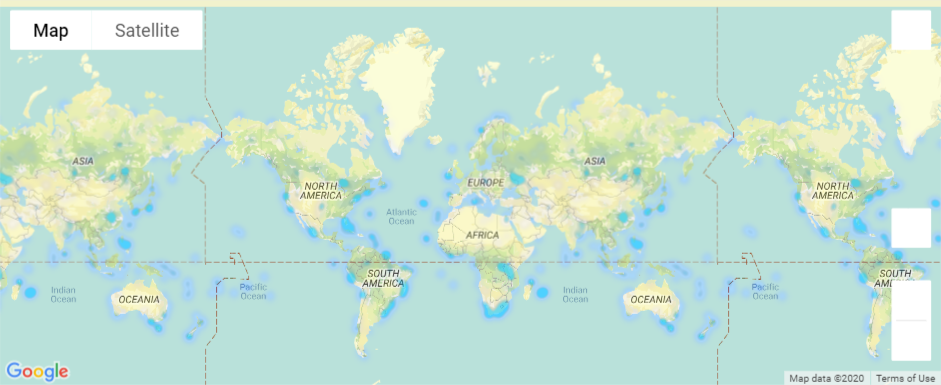 Map Satellite
ASIA
NORTH
AMERICA
Atlantic
Ocean
EUROPE
AFRICA
ASIA
NORTH
AMERICA
Indian
Ocean
OCEANIA
Pacific
Ocean
SOUTH
AMERICA
Indian
Ocean
OCEANIA
Pacific
Ocean
SOUTH
Google
Map data ©2020 Terms of Use